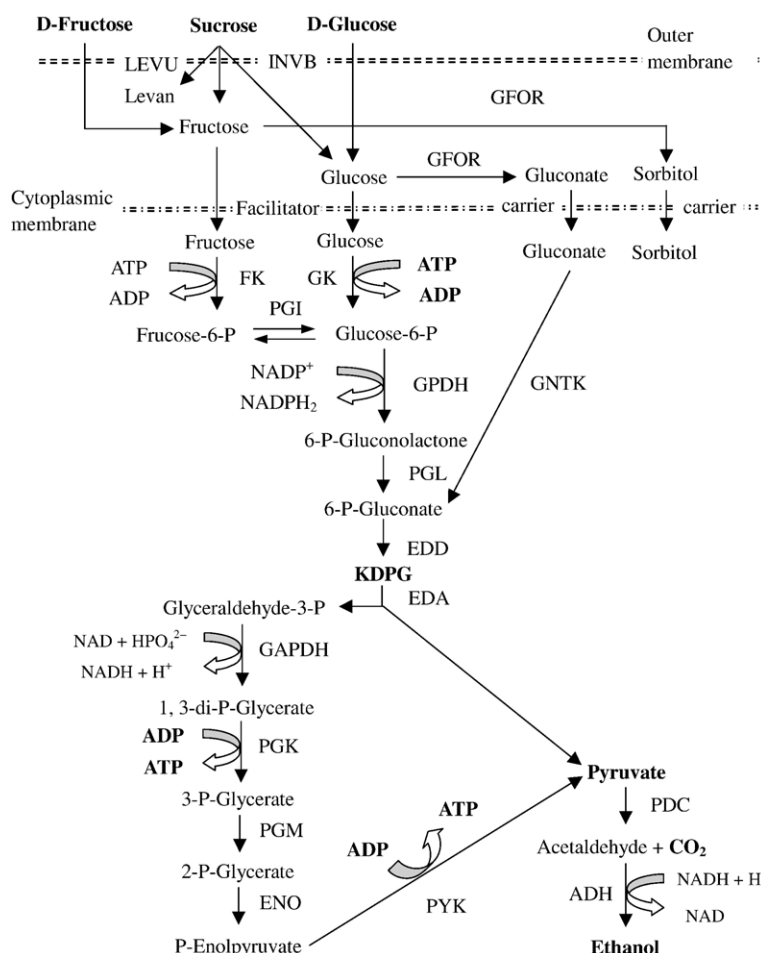 D-Fructose Sucrose D-Glucose
Outer
membrane
LEVU INVB
Levan
GFOR
Fructose
GFOR
Glucose Gluconate Sorbitol
Cytoplasmic
membrane
Facilitator carrier carrier
Fructose Glucose Gluconate Sorbitol
ATP FK GK ATP
ADP ADP
PGI
Frucose-6-P Glucose-6-P
NADP+ GPDH GNTK
NADPH2
6-P-Gluconolactone
PGL
6-P-Gluconate
EDD
KDPG
EDA
Glyceraldehyde-3-P
NAD + HPO4 2− GAPDH
NADH + H+
1, 3-di-P-Glycerate
ADP PGK
ATP
Pyruvate
3-P-Glycerate
PDC
ATP
PGM
ADP Acetaldehyde + CO2
2-P-Glycerate
NADH + H
ENO ADH
PYK NAD
P-Enolpyruvate Ethanol